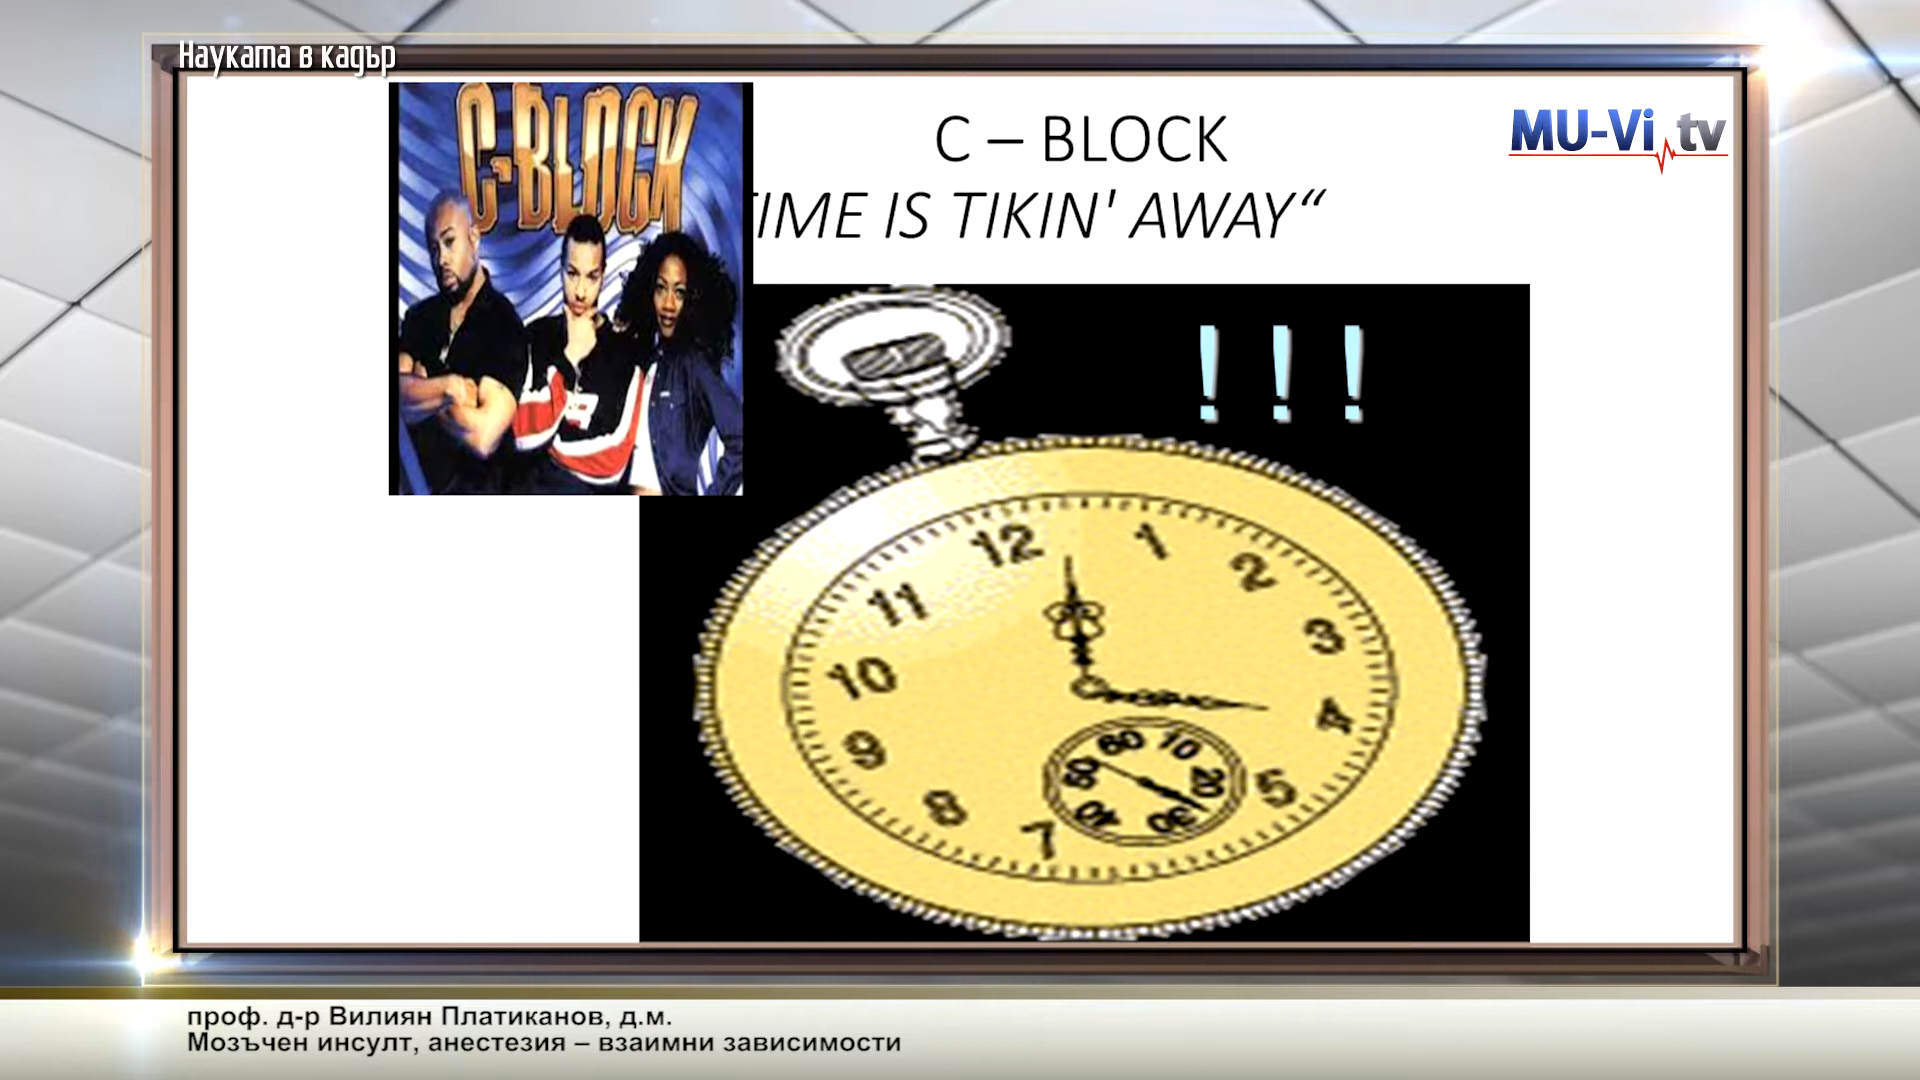 Науката в кадър
C-BLOCK
C – BLOCK
MU-Vi tv
TIME IS TIKIN' AWAY“
! ! !
12
1
2
3
4
5
7
8
9
10
11
60
10
20
30
40
50
проф. д-р Вилиян Платиканов, д.м.
Мозъчен инсулт, анестезия – взаимни зависимости